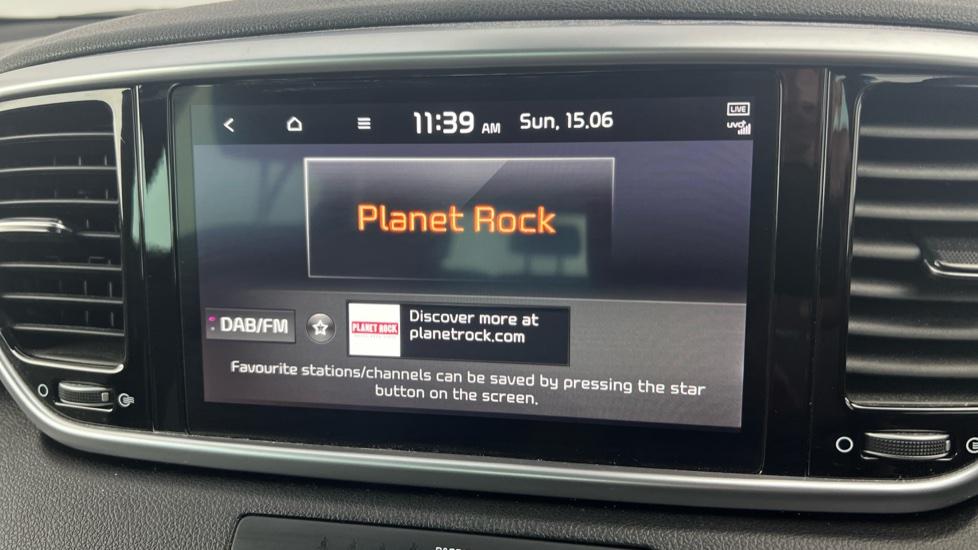 11:39 AM Sun, 15.06
LIVE
UVO
Planet Rock
DAB/FM
PLANET ROCK
Discover more at
planetrock.com
Favourite stations/channels can be saved by pressing the star
button on the screen.